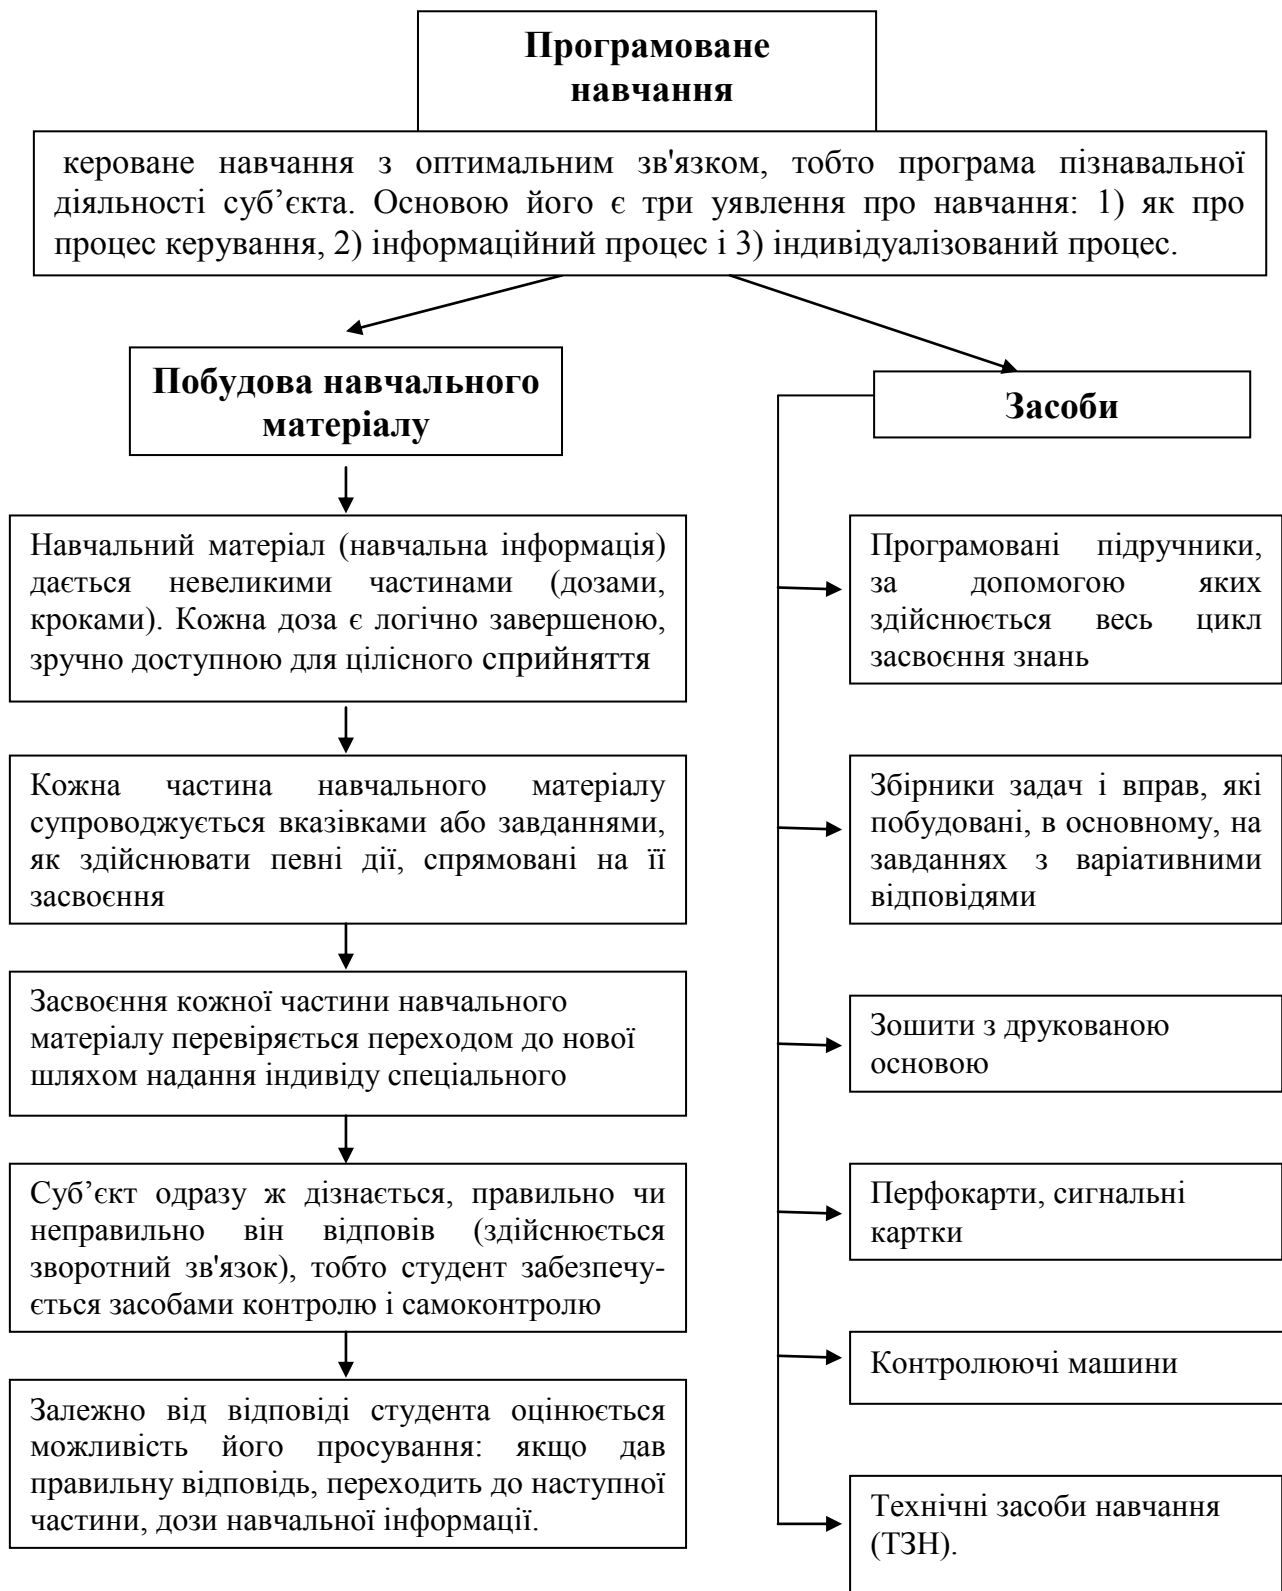 Програмоване
навчання
кероване навчання з оптимальним зв'язком, тобто програма пізнавальної
діяльності суб’єкта. Основою його є три уявлення про навчання: 1) як про
процес керування, 2) інформаційний процес і 3) індивідуалізований процес.
Побудова навчального
матеріалу
Навчальний матеріал (навчальна інформація)
дається невеликими частинами (дозами,
кроками). Кожна доза є логічно завершеною,
зручно доступною для цілісного сприйняття
Кожна частина навчального матеріалу
супроводжується вказівками або завданнями,
як здійснювати певні дії, спрямовані на її
засвоєння
Засвоєння кожної частини навчального
матеріалу перевіряється переходом до нової
шляхом надання індивіду спеціального
Суб’єкт одразу ж дізнається, правильно чи
неправильно він відповів (здійснюється
зворотний зв'язок), тобто студент забезпечу-
ється засобами контролю і самоконтролю
Залежно від відповіді студента оцінюється
можливість його просування: якщо дав
правильну відповідь, переходить до наступної
частини, дози навчальної інформації.
Засоби
Програмовані підручники,
за допомогою яких
здійснюється весь цикл
засвоєння знань
Збірники задач і вправ, які
побудовані, в основному, на
завданнях з варіативними
відповідями
Зошити з друкованою
основою
Перфокарти, сигнальні
картки
Контролюючі машини
Технічні засоби навчання
(ТЗН).